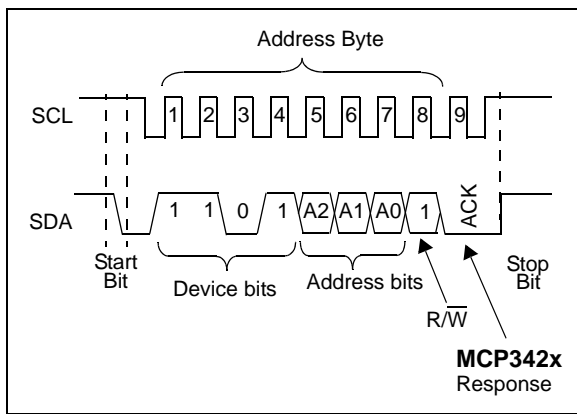 Address Byte
SCL 1 2 3 4 5 6 7 8 9
SDA 1 1 0 1 A2 A1 A0 1 ACK
Start
Bit
Device bits
Address bits
Stop
Bit
R/W̅
MCP342x
Response